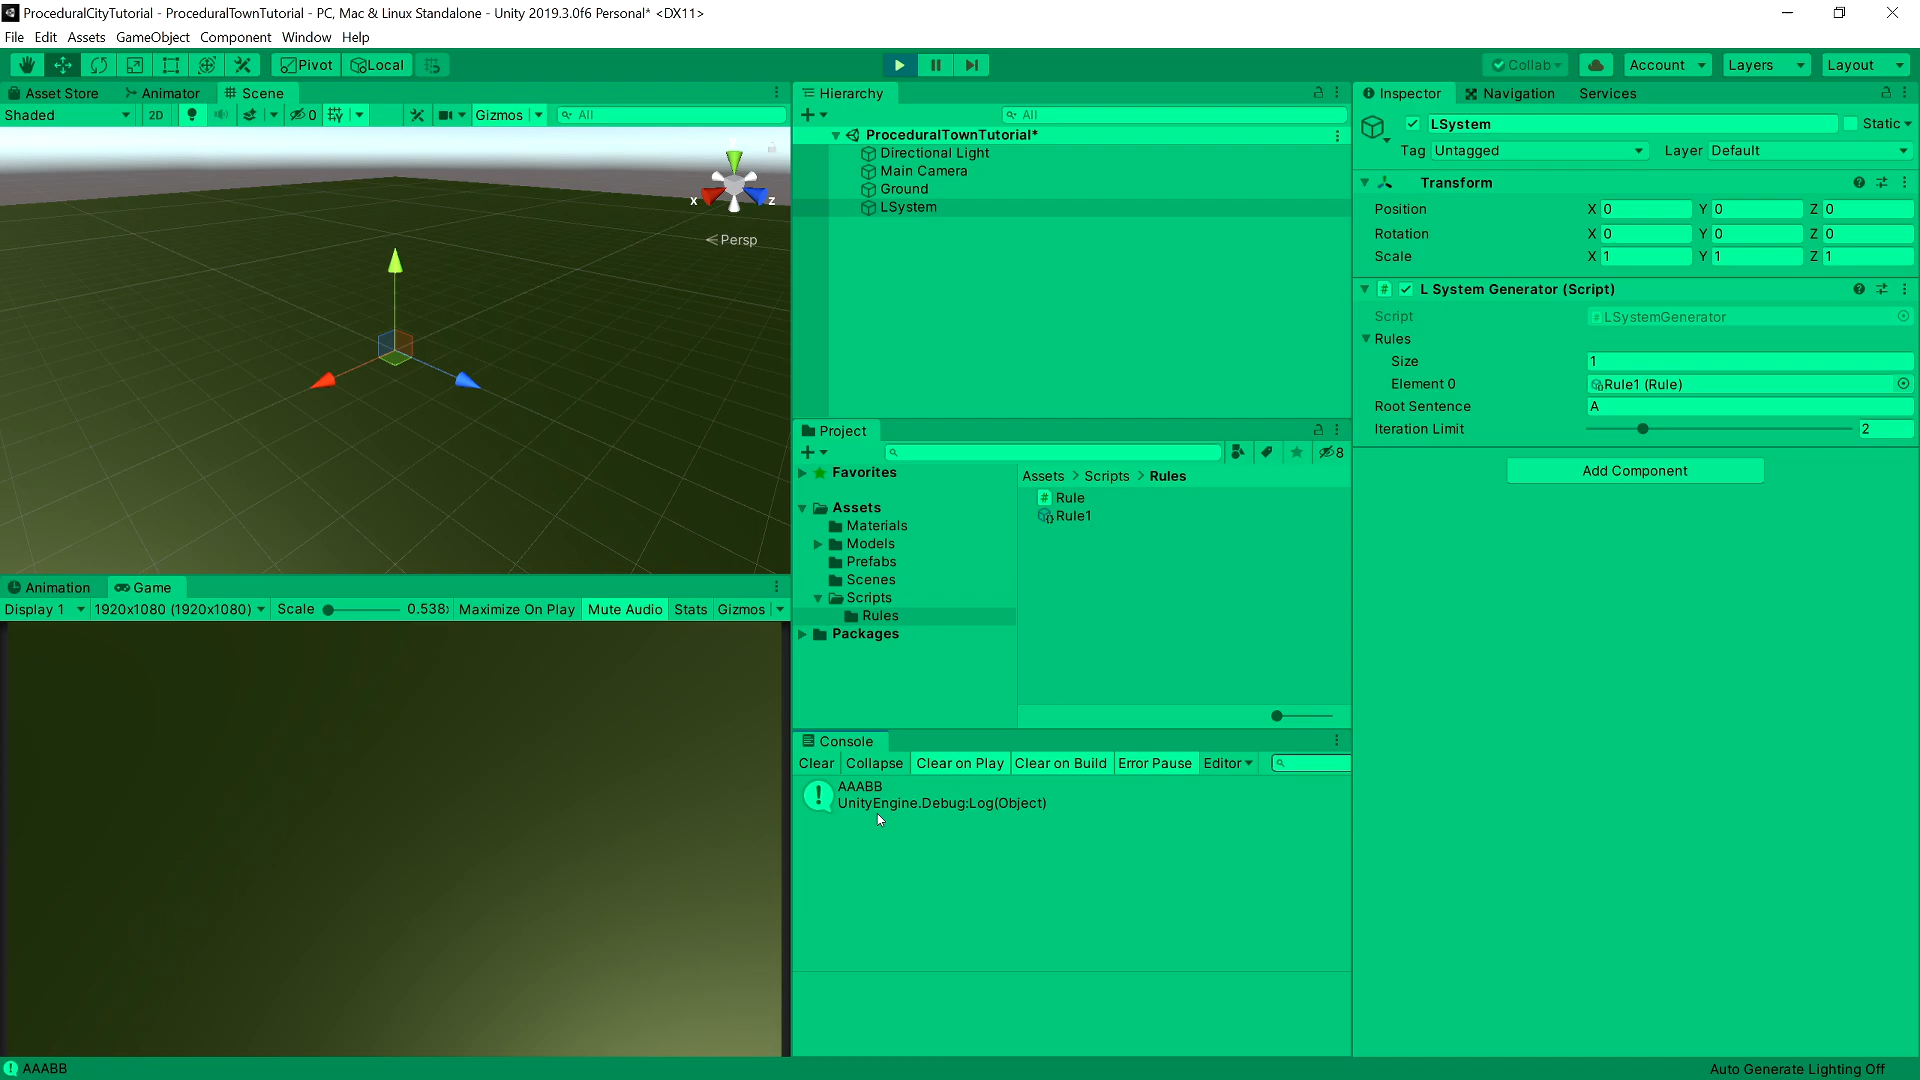 ProceduralCityTutorial - ProceduralTownTutorial - PC, Mac & Linux Standalone - Unity 2019.3.0f6 Personal* <DX11>
File Edit Assets GameObject Component Window Help
Pivot Local Collab Account Layers Layout
Asset Store Animator Scene
Shaded 2D 0 Gizmos All
x z
Persp
Animation Game
Display 1 1920x1080 (1920x1080) Scale 0.538 Maximize On Play Mute Audio Stats Gizmos
Hierarchy
All
ProceduralTownTutorial*
Directional Light
Main Camera
Ground
LSystem
Project
8
Favorites
Assets
Materials
Models
Prefabs
Scenes
Scripts
Rules
Packages
Assets > Scripts > Rules
Rule
Rule1
Console
Clear Collapse Clear on Play Clear on Build Error Pause Editor
AAABB
UnityEngine.Debug:Log(Object)
Inspector Navigation Services
LSystem Static
Tag Untagged Layer Default
Transform
Position X 0 Y 0 Z 0
Rotation X 0 Y 0 Z 0
Scale X 1 Y 1 Z 1
# L System Generator (Script)
Script LSystemGenerator
Rules
Size 1
Element 0 Rule1 (Rule)
Root Sentence A
Iteration Limit 2
Add Component
AAABB
Auto Generate Lighting Off